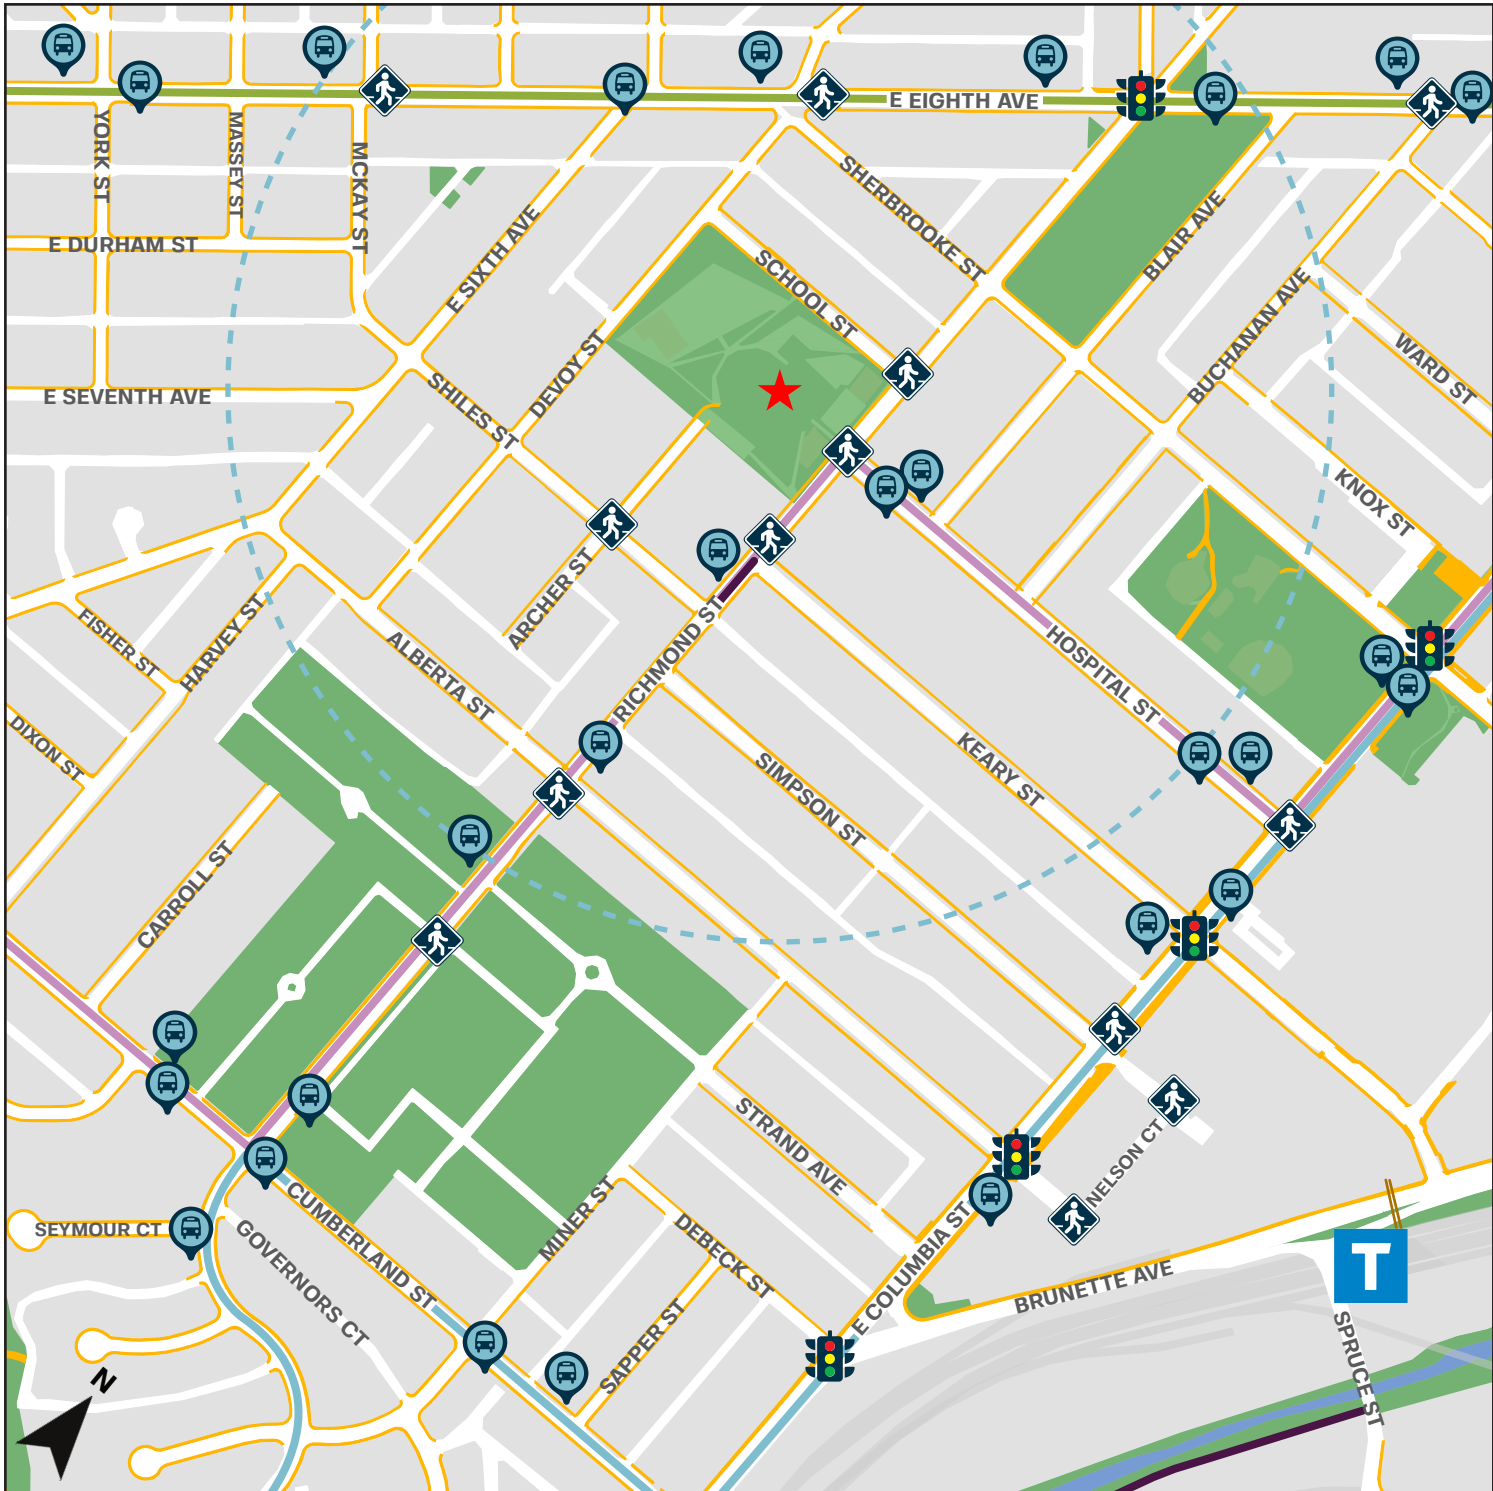 E EIGHTH AVE
YORK ST
MASSEY ST
MCKAY ST
SHERBROOKE ST
E DURHAM ST
E SIXTH AVE
BLAIR AVE
SCHOOL ST
BUCHANAN AVE
WARD ST
DEVOY ST
E SEVENTH AVE
SHILES ST
KNOX ST
ARCHER ST
FISHER ST
HARVEY ST
ALBERTA ST
RICHMOND ST
HOSPITAL ST
DIXON ST
SIMPSON ST
KEARY ST
CARROLL ST
STRAND AVE
NELSON CT
SEYMOUR CT
GOVERNORS CT
CUMBERLAND ST
MINER ST
DEBECK ST
E COLUMBIA ST
BRUNETTE AVE
T
SAPPER ST
SPRUCE ST
N